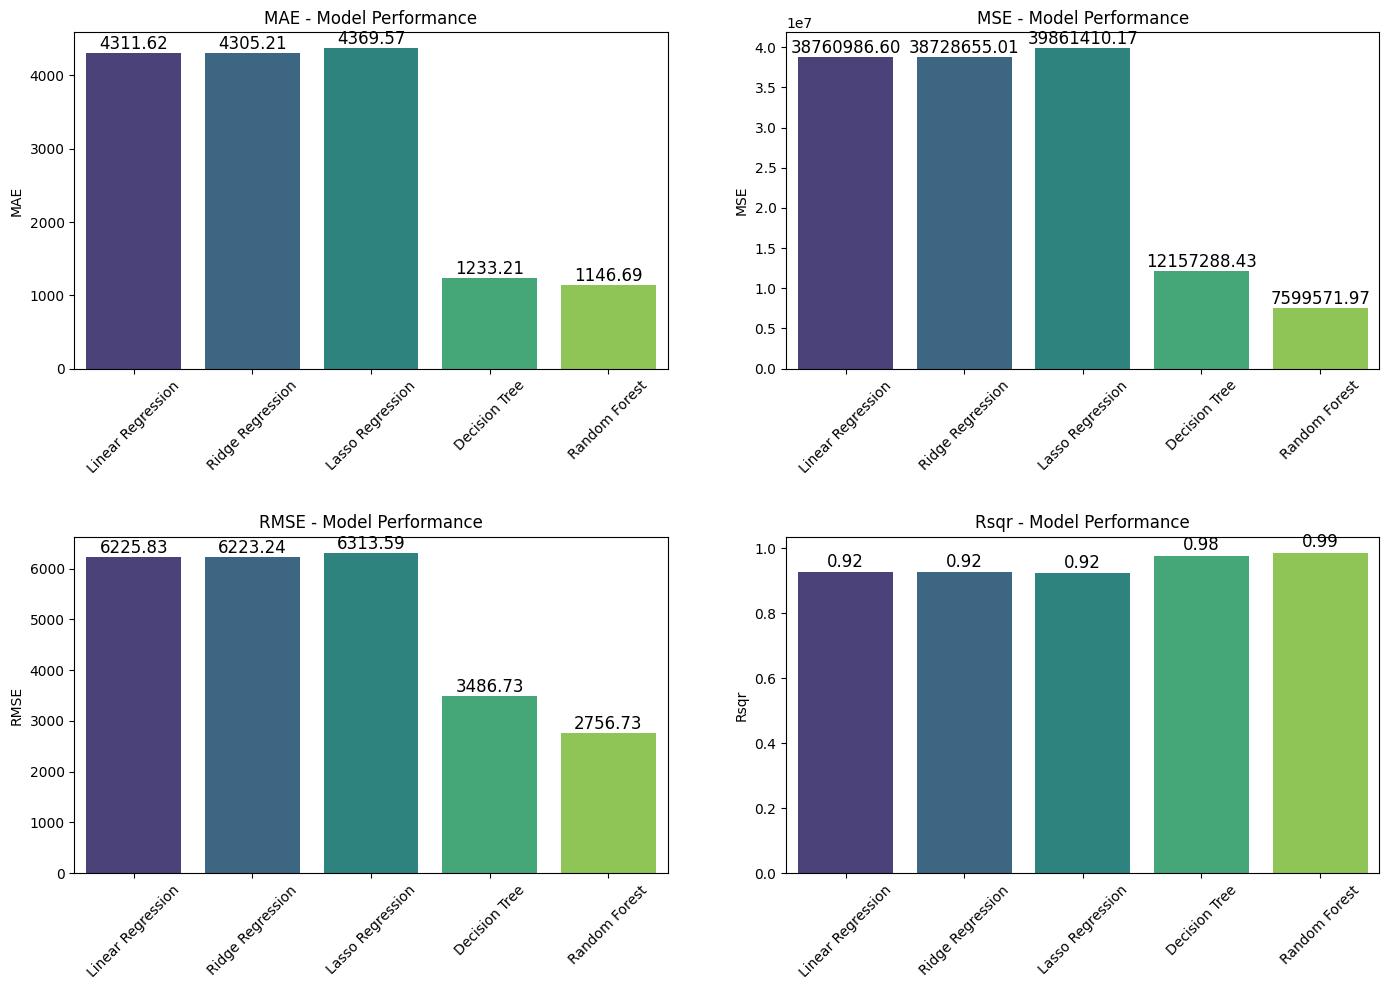 MAE - Model Performance
4311.62
4305.21
4369.57
1233.21
1146.69
4000
3000
2000
1000
0
MAE
Linear Regression
Ridge Regression
Lasso Regression
Decision Tree
Random Forest
MSE - Model Performance
1e7
38760986.60
38728655.01
39861410.17
12157288.43
7599571.97
4.0
3.5
3.0
2.5
2.0
1.5
1.0
0.5
0.0
MSE
Linear Regression
Ridge Regression
Lasso Regression
Decision Tree
Random Forest
RMSE - Model Performance
6225.83
6223.24
6313.59
3486.73
2756.73
6000
5000
4000
3000
2000
1000
0
RMSE
Linear Regression
Ridge Regression
Lasso Regression
Decision Tree
Random Forest
Rsqr - Model Performance
0.92
0.92
0.92
0.98
0.99
1.0
0.8
0.6
0.4
0.2
0.0
Rsqr
Linear Regression
Ridge Regression
Lasso Regression
Decision Tree
Random Forest